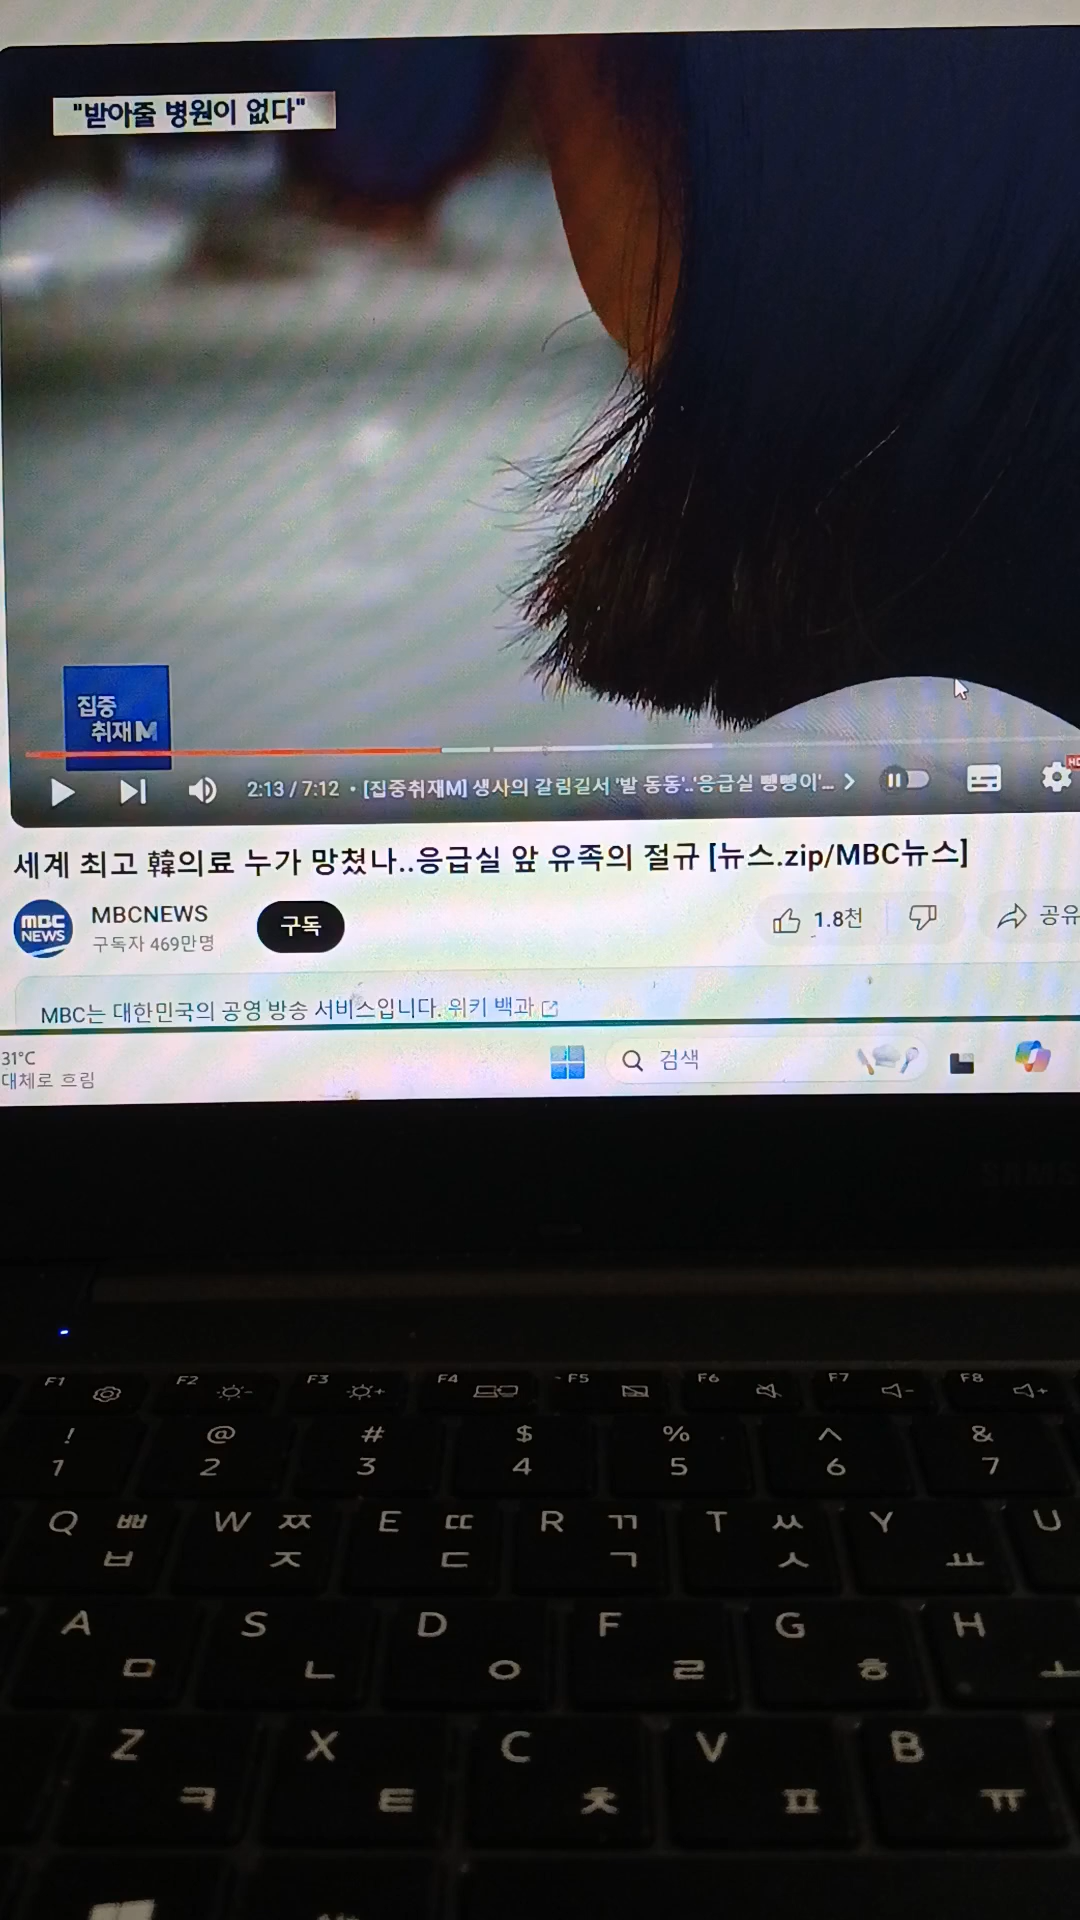 "받아줄 병원이 없다"
집중
취재M
2:13 / 7:12 • [집중취재M] 생사의 갈림길서 '발 동동'..'응급실 뺑뺑이'... HD
세계 최고 韓의료 누가 망쳤나..응급실 앞 유족의 절규 [뉴스.zip/MBC뉴스]
MBC
NEWS
MBCNEWS
구독자 469만명
구독
1.8천
공유
MBC는 대한민국의 공영 방송 서비스입니다. 위키 백과
31°C
대체로 흐림
검색
F1 F2 F3 F4 F5 F6 F7 F8
! @ # $ % ^ &
1 2 3 4 5 6 7
Q ㅃ W ㅉ E ㄸ R ㄲ T ㅆ Y U
ㅂ ㅈ ㄷ ㄱ ㅅ ㅛ
A S D F G H
ㅁ ㄴ ㅇ ㄹ ㅎ ㅗ
Z X C V B
ㅋ ㅌ ㅊ ㅍ ㅠ